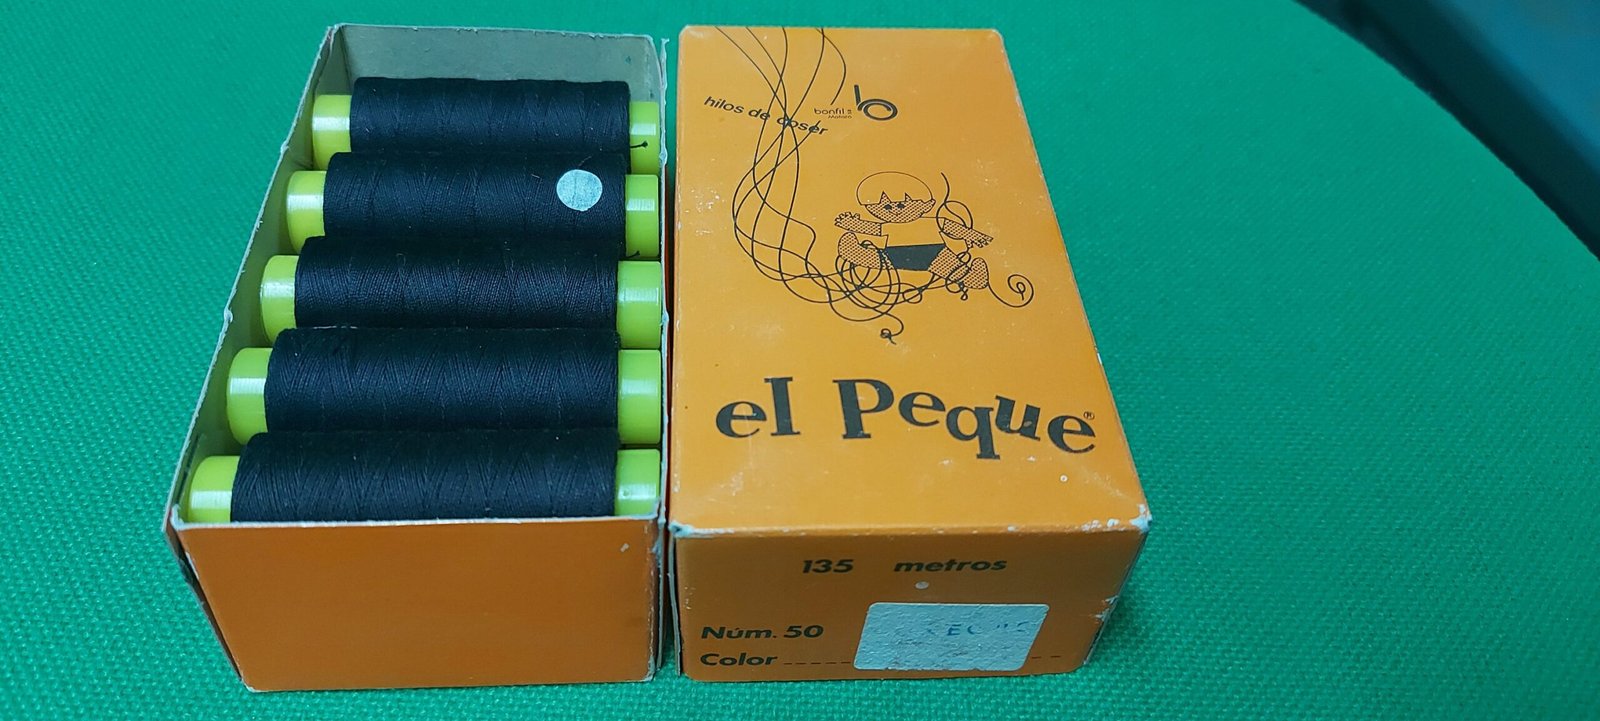 hilos de coser
bonfil
el Peque®
135 metros
Núm. 50
Color